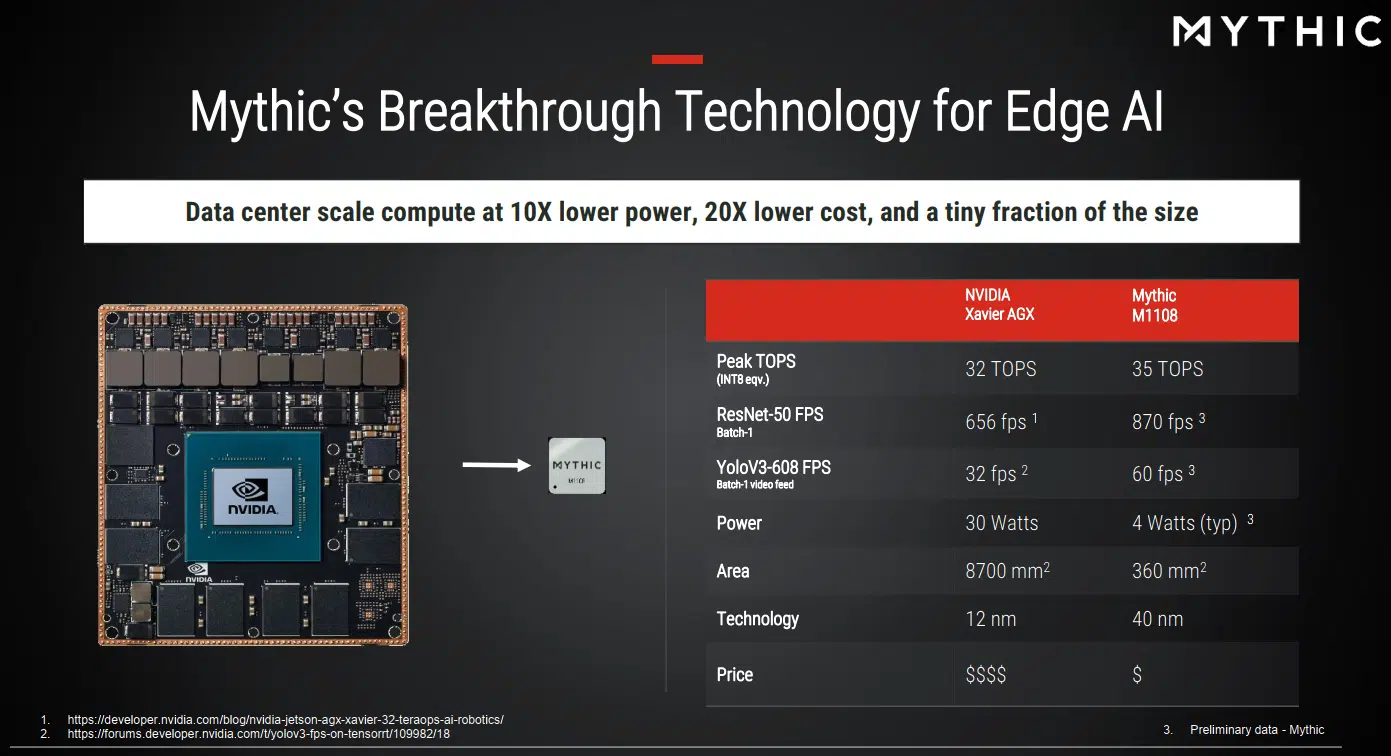 MYTHIC
Mythic's Breakthrough Technology for Edge AI
Data center scale compute at 10X lower power, 20X lower cost, and a tiny fraction of the size
NVIDIA.
NVIDIA
MYTHIC
M1108
NVIDIA
Xavier AGX
Mythic
M1108
Peak TOPS
(INT8 eqv.)
32 TOPS
35 TOPS
ResNet-50 FPS
Batch-1
656 fps ¹
870 fps ³
YoloV3-608 FPS
Batch-1 video feed
32 fps ²
60 fps ³
Power
30 Watts
4 Watts (typ) ³
Area
8700 mm²
360 mm²
Technology
12 nm
40 nm
Price
$$$$
$
1. https://developer.nvidia.com/blog/nvidia-jetson-agx-xavier-32-teraops-ai-robotics/
2. https://forums.developer.nvidia.com/t/yolov3-fps-on-tensorrt/109982/18
3. Preliminary data - Mythic